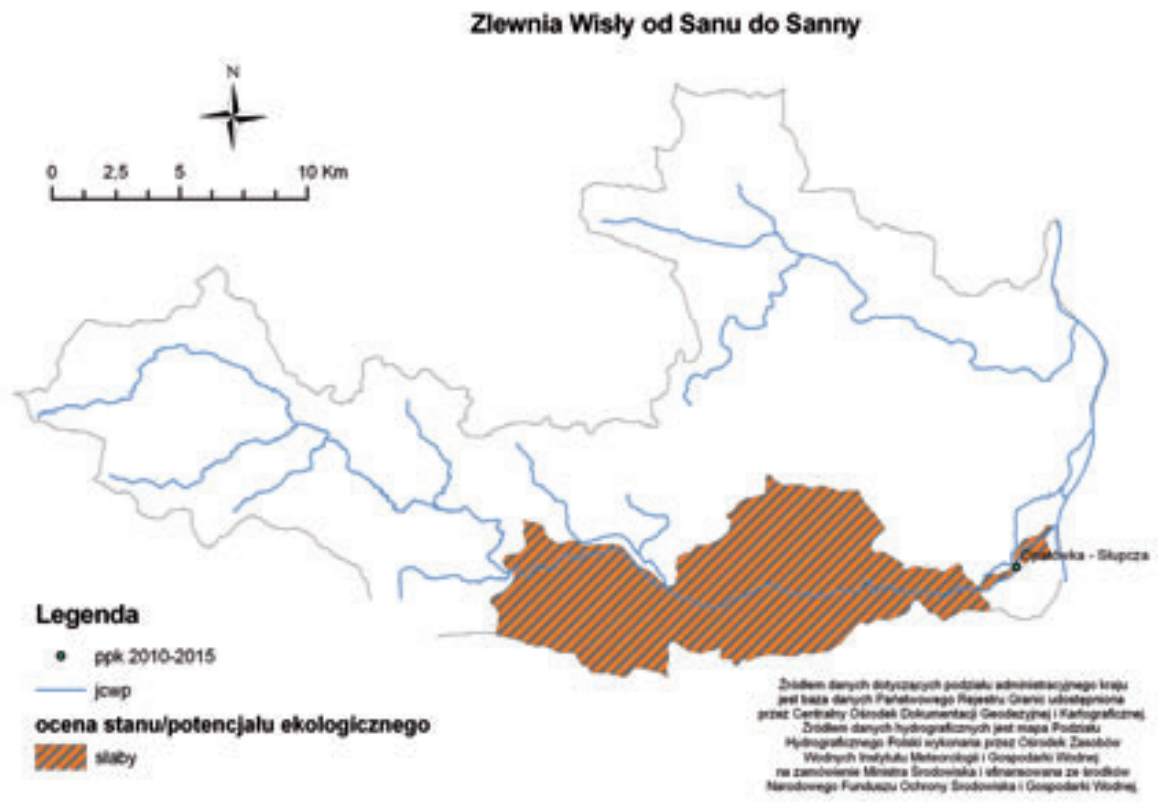 Zlewnia Wisły od Sanu do Sanny
N
0 2,5 5 10 Km
Opatówka - Słupcza
Legenda
ppk 2010-2015
jcwp
ocena stanu/potencjału ekologicznego
słaby
Źródłem danych dotyczących podziału administracyjnego kraju
jest baza danych Państwowego Rejestru Granic udostępniona
przez Centralny Ośrodek Dokumentacji Geodezyjnej i Kartograficznej.
Źródłem danych hydrograficznych jest mapa Podziału
Hydrograficznego Polski wykonana przez Ośrodek Zasobów
Wodnych Instytutu Meteorologii i Gospodarki Wodnej
na zamówienie Ministra Środowiska i sfinansowana ze środków
Narodowego Funduszu Ochrony Środowiska i Gospodarki Wodnej.